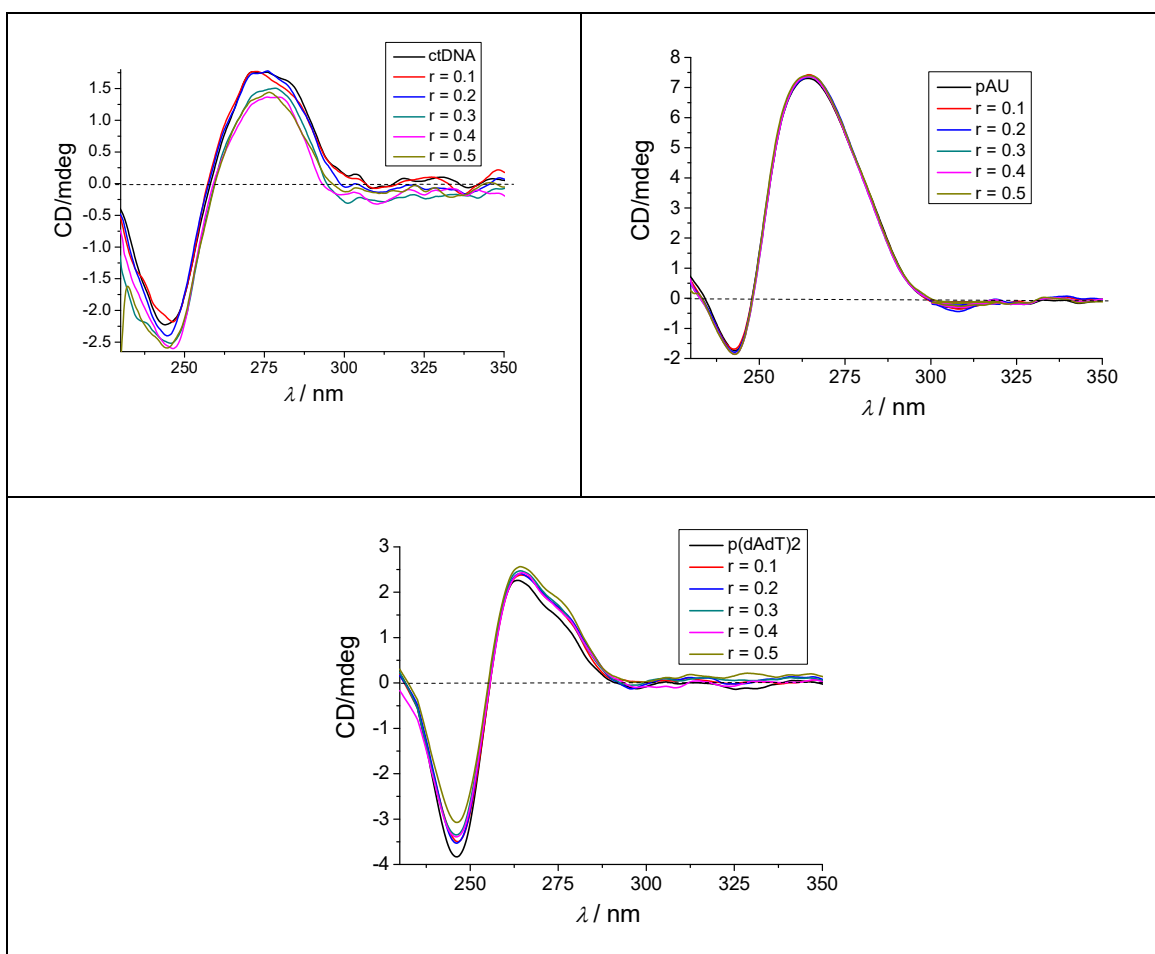 ctDNA
r = 0.1
r = 0.2
r = 0.3
r = 0.4
r = 0.5
1.5
1.0
0.5
0.0
-0.5
-1.0
-1.5
-2.0
-2.5
CD/mdeg
250 275 300 325 350
λ / nm
pAU
r = 0.1
r = 0.2
r = 0.3
r = 0.4
r = 0.5
8
7
6
5
4
3
2
1
0
-1
-2
CD/mdeg
250 275 300 325 350
λ / nm
p(dAdT)2
r = 0.1
r = 0.2
r = 0.3
r = 0.4
r = 0.5
3
2
1
0
-1
-2
-3
-4
CD/mdeg
250 275 300 325 350
λ / nm